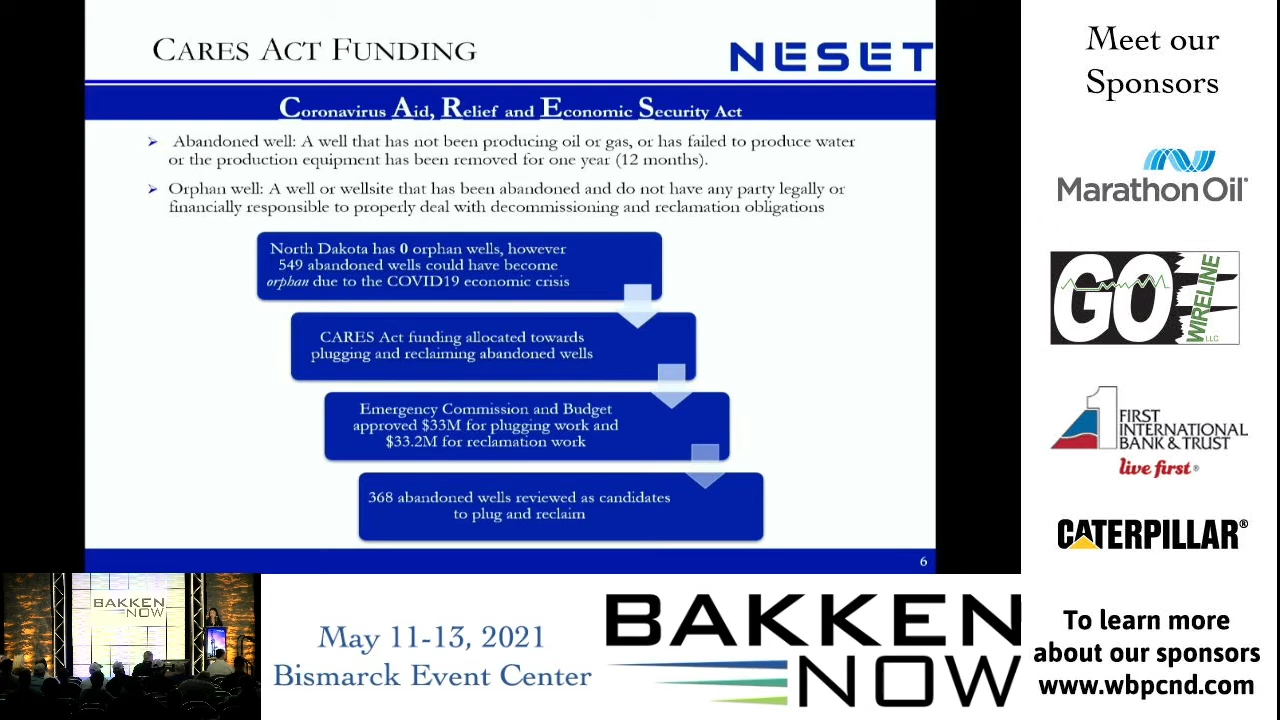 CARES ACT FUNDING
NESET
Coronavirus Aid, Relief and Economic Security Act
Abandoned well: A well that has not been producing oil or gas, or has failed to produce water
or the production equipment has been removed for one year (12 months).
Orphan well: A well or wellsite that has been abandoned and do not have any party legally or
financially responsible to properly deal with decommissioning and reclamation obligations
North Dakota has 0 orphan wells, however
549 abandoned wells could have become
orphan due to the COVID19 economic crisis
CARES Act funding allocated towards
plugging and reclaiming abandoned wells
Emergency Commission and Budget
approved $33M for plugging work and
$33.2M for reclamation work
368 abandoned wells reviewed as candidates
to plug and reclaim
6
BAKKEN
NOW
May 11-13, 2021
Bismarck Event Center
BAKKEN
NOW
Meet our
Sponsors
Marathon Oil®
GO
WIRELINE
LLC
1
FIRST
INTERNATIONAL
BANK & TRUST
live first®
CATERPILLAR®
To learn more
about our sponsors
www.wbpcnd.com